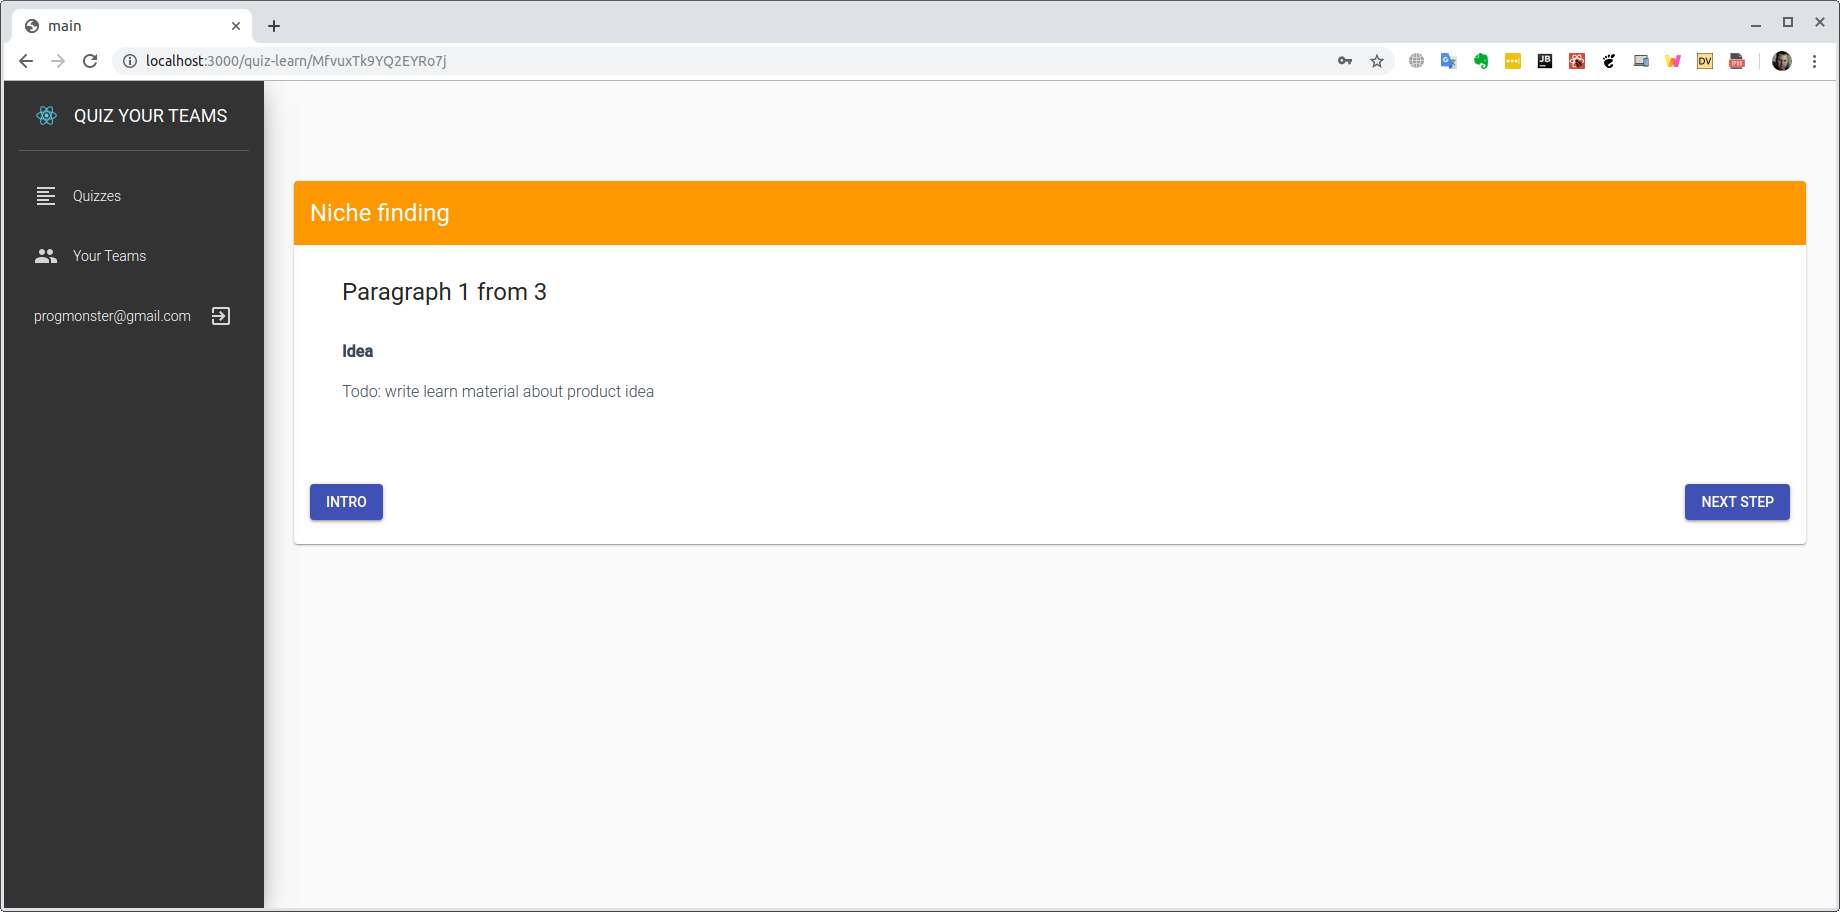 main
localhost:3000/quiz-learn/MfvuxTk9YQ2EYRo7j
JB
DV
QUIZ YOUR TEAMS
Quizzes
Your Teams
progmonster@gmail.com
Niche finding
Paragraph 1 from 3
Idea
Todo: write learn material about product idea
INTRO
NEXT STEP